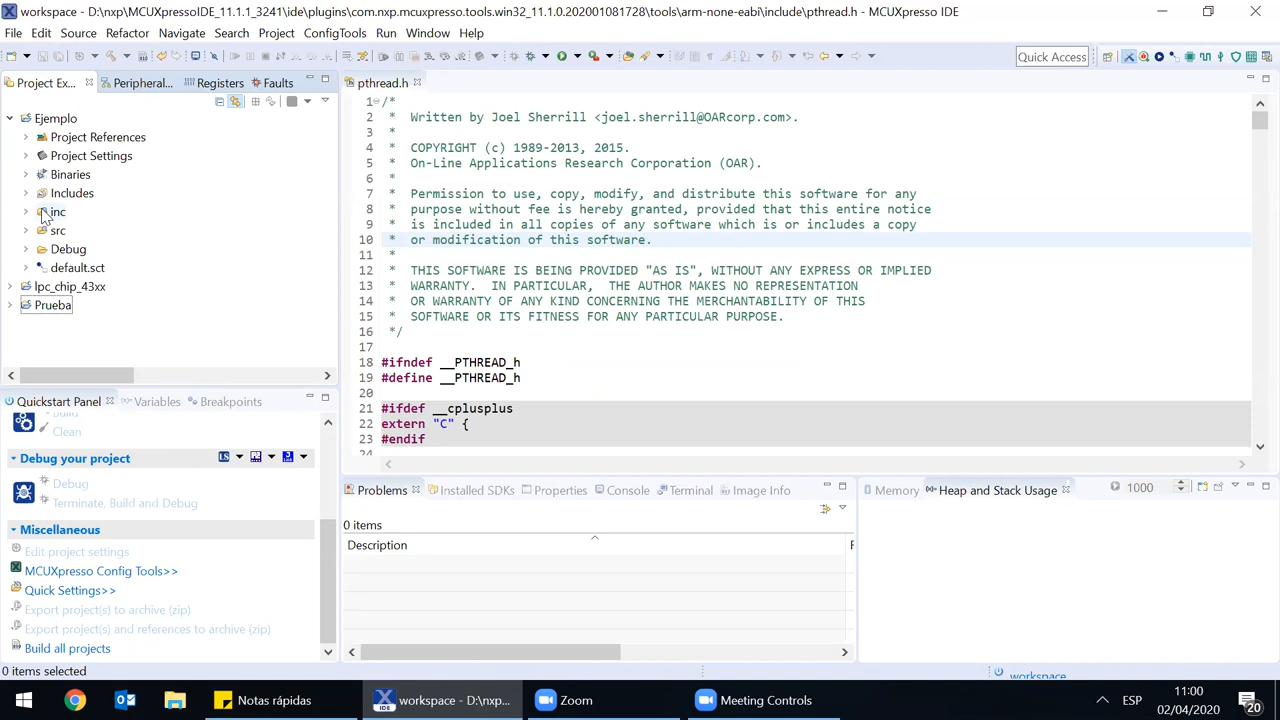 workspace - D:\nxp\MCUXpressoIDE_11.1.1_3241\ide\plugins\com.nxp.mcuxpresso.tools.win32_11.1.0.202001081728\tools\arm-none-eabi\include\pthread.h - MCUXpresso IDE
File Edit Source Refactor Navigate Search Project ConfigTools Run Window Help
Quick Access
Project Ex... Peripheral... Registers Faults
pthread.h
Ejemplo
Project References
Project Settings
Binaries
Includes
inc
src
Debug
default.sct
lpc_chip_43xx
Prueba
1 /*
2 * Written by Joel Sherrill <joel.sherrill@OARcorp.com>.
3 *
4 * COPYRIGHT (c) 1989-2013, 2015.
5 * On-Line Applications Research Corporation (OAR).
6 *
7 * Permission to use, copy, modify, and distribute this software for any
8 * purpose without fee is hereby granted, provided that this entire notice
9 * is included in all copies of any software which is or includes a copy
10 * or modification of this software.
11 *
12 * THIS SOFTWARE IS BEING PROVIDED "AS IS", WITHOUT ANY EXPRESS OR IMPLIED
13 * WARRANTY. IN PARTICULAR, THE AUTHOR MAKES NO REPRESENTATION
14 * OR WARRANTY OF ANY KIND CONCERNING THE MERCHANTABILITY OF THIS
15 * SOFTWARE OR ITS FITNESS FOR ANY PARTICULAR PURPOSE.
16 */
17
18 #ifndef __PTHREAD_h
19 #define __PTHREAD_h
20
21 #ifdef __cplusplus
22 extern "C" {
23 #endif
24
Quickstart Panel Variables Breakpoints
Build
Clean
Debug your project
Debug
Terminate, Build and Debug
Miscellaneous
Edit project settings
MCUXpresso Config Tools>>
Quick Settings>>
Export project(s) to archive (zip)
Export project(s) and references to archive (zip)
Build all projects
Problems Installed SDKs Properties Console Terminal Image Info
0 items
Description
Memory Heap and Stack Usage 1000
0 items selected
workspace
Notas rápidas
workspace - D:\nxp...
Zoom
Meeting Controls
ESP
11:00
02/04/2020
20